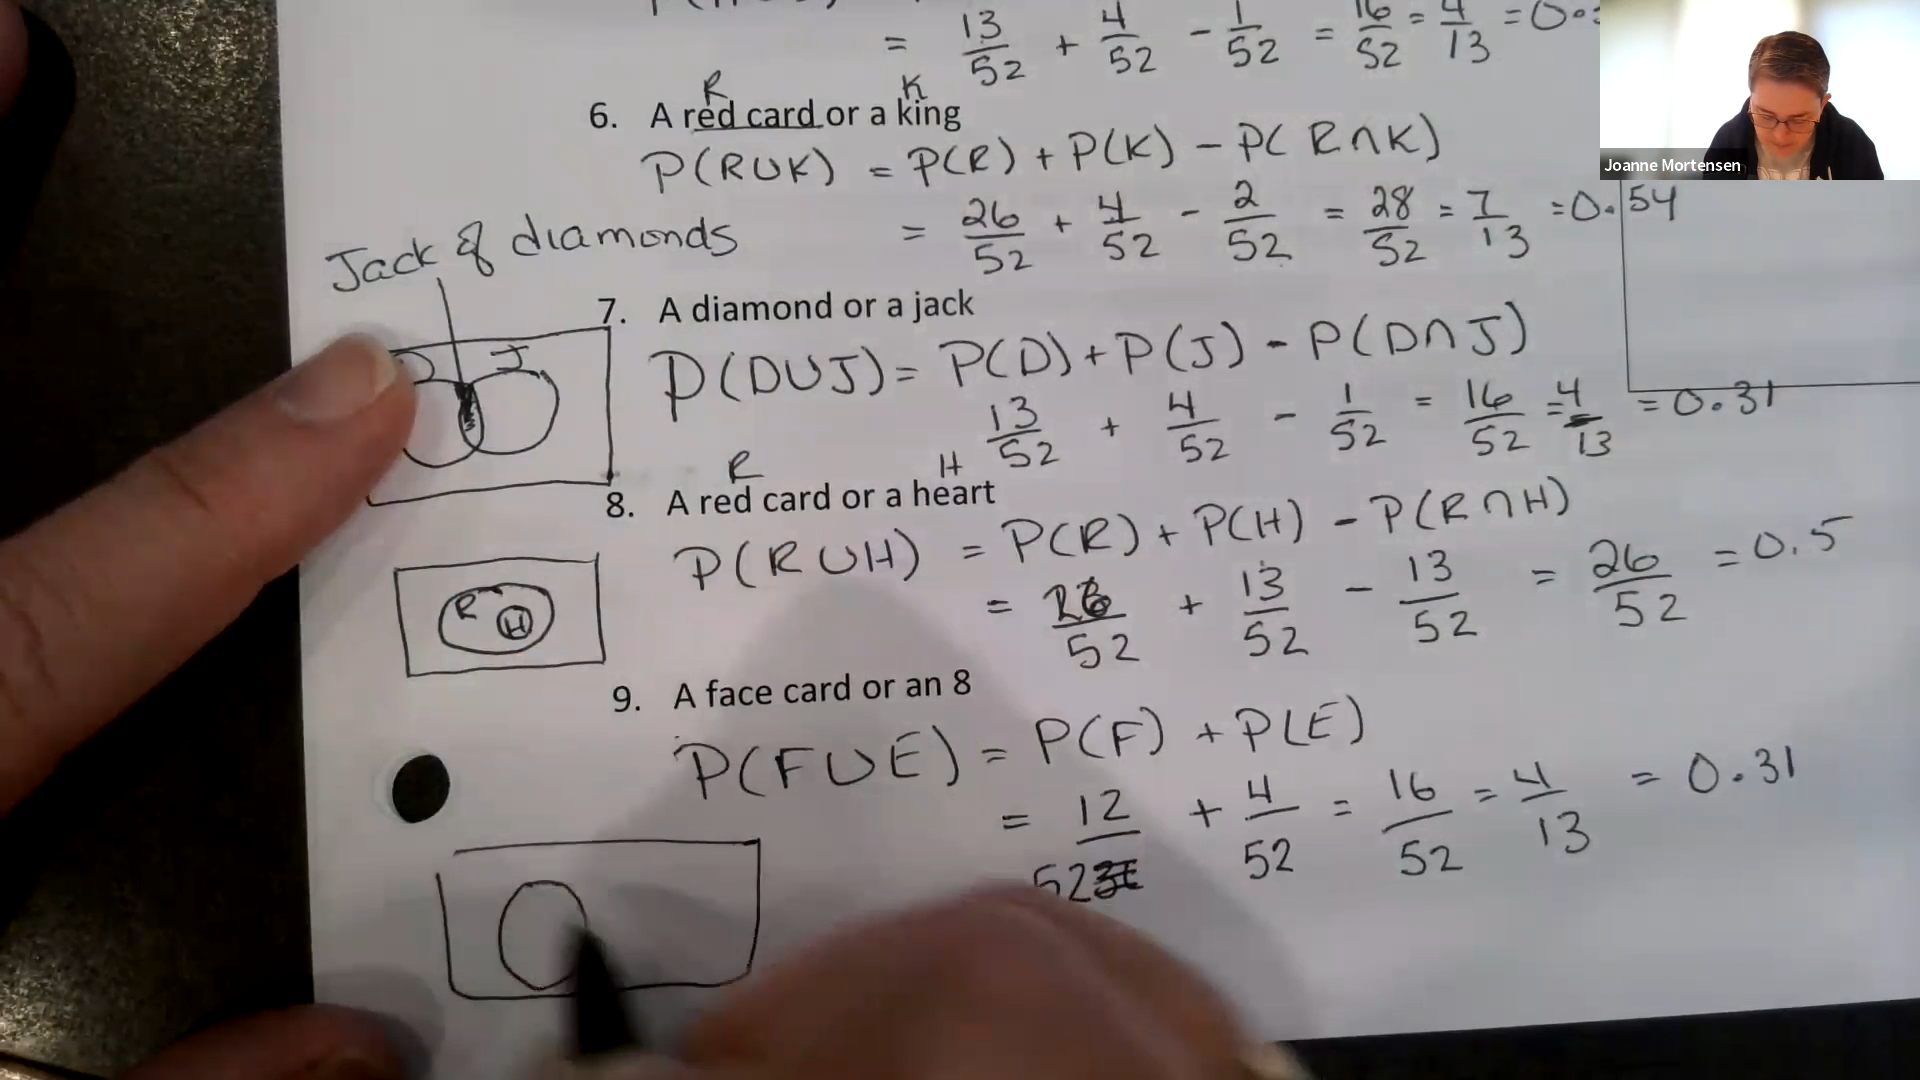 = 13/52 + 4/52 - 1/52 = 16/52 = 4/13 = 0.
R K
6. A red card or a king
P(R∪K) = P(R) + P(K) - P(R∩K)
= 26/52 + 4/52 - 2/52 = 28/52 = 7/13 = 0.54
Jack of diamonds
7. A diamond or a jack
P(D∪J) = P(D) + P(J) - P(D∩J)
13/52 + 4/52 - 1/52 = 16/52 = 4/13 = 0.31
D J
R H
8. A red card or a heart
P(R∪H) = P(R) + P(H) - P(R∩H)
= 26/52 + 13/52 - 13/52 = 26/52 = 0.5
R H
9. A face card or an 8
P(F∪E) = P(F) + P(E)
= 12/52 + 4/52 = 16/52 = 4/13 = 0.31
Joanne Mortensen